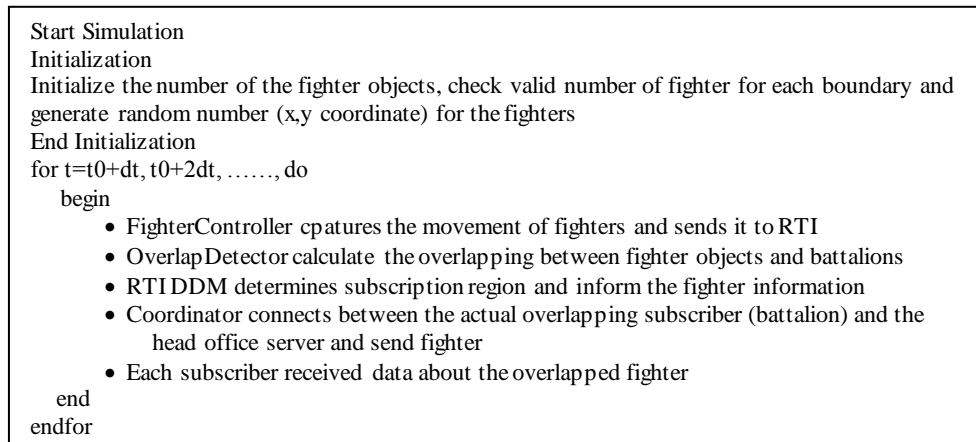 Start Simulation
Initialization
Initialize the number of the fighter objects, check valid number of fighter for each boundary and
generate random number (x,y coordinate) for the fighters
End Initialization
for t=t0+dt, t0+2dt, ……, do
begin
• FighterController cpatures the movement of fighters and sends it to RTI
• OverlapDetector calculate the overlapping between fighter objects and battalions
• RTI DDM determines subscription region and inform the fighter information
• Coordinator connects between the actual overlapping subscriber (battalion) and the
head office server and send fighter
• Each subscriber received data about the overlapped fighter
end
endfor